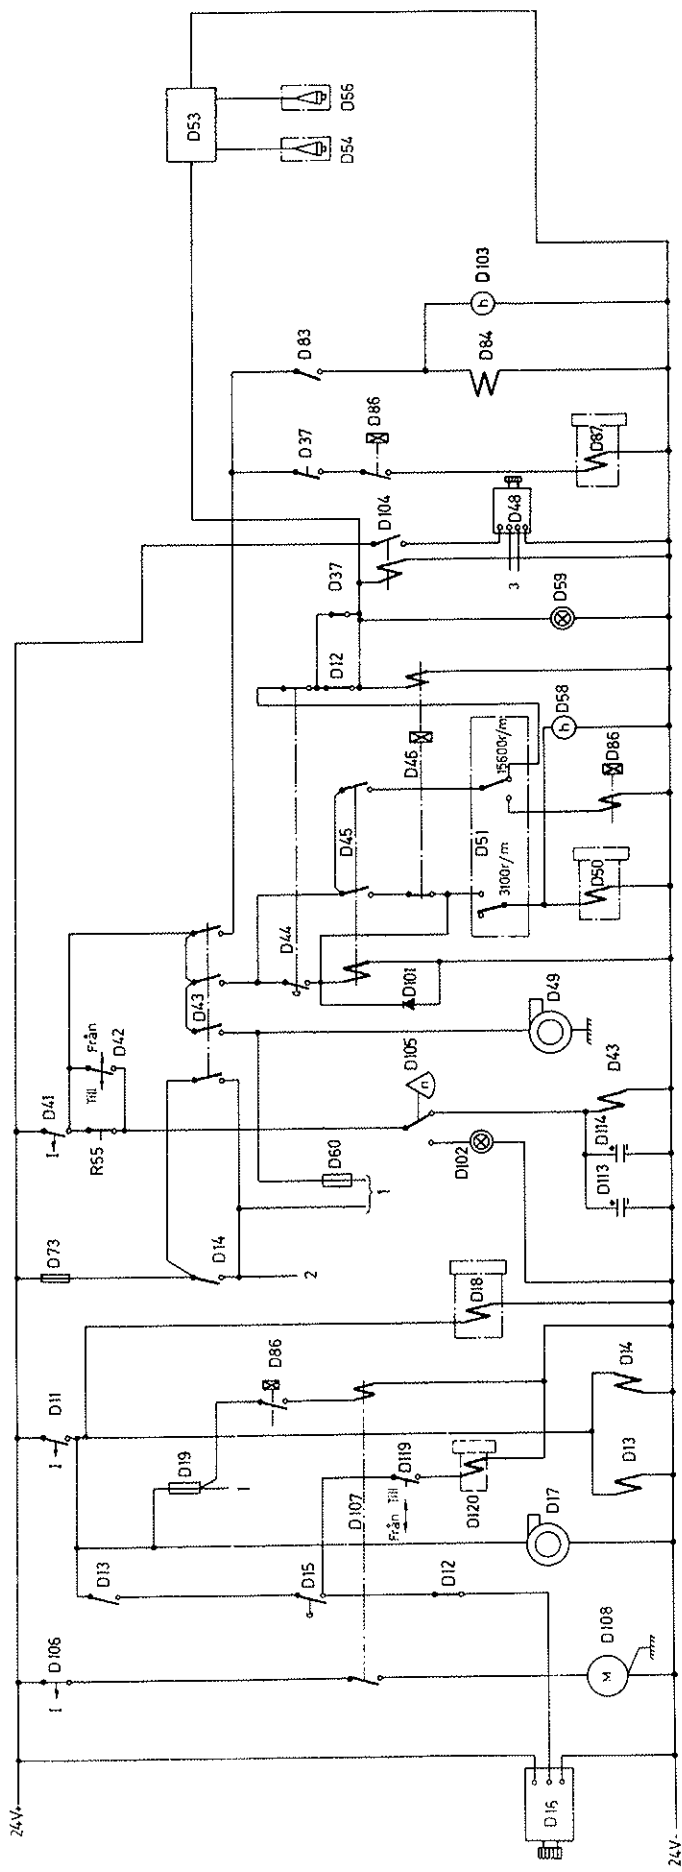 D53
D56
D54
D103
D83
D84
h
D86
D37
D87
D104
D48
3
D37
D59
D12
D58
h
D46
15600r/m
D86
D45
D51
3100r/m
D50
D44
D43
D101
D49
Från
D42
Till
D41
R55
D105
n
D43
D102
D114
D113
D60
1
D73
D14
2
D18
D11
I
D86
D14
D19
1
D107
D119
Från Till
D120
D13
D17
D13
D15
D12
D106
I
D108
M
D16
24V+
24V-
I